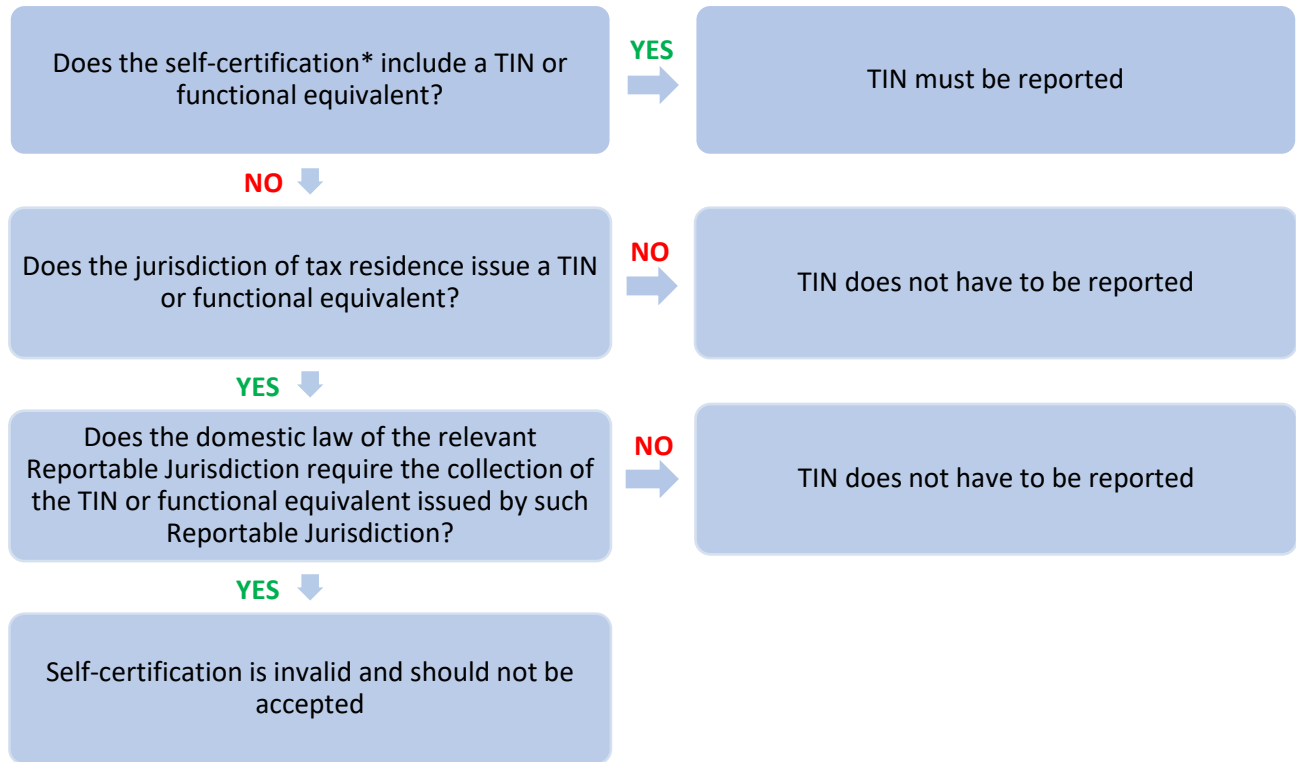 Does the self-certification* include a TIN or
functional equivalent?
YES
TIN must be reported
NO
Does the jurisdiction of tax residence issue a TIN
or functional equivalent?
NO
TIN does not have to be reported
YES
Does the domestic law of the relevant
Reportable Jurisdiction require the collection of
the TIN or functional equivalent issued by such
Reportable Jurisdiction?
NO
TIN does not have to be reported
YES
Self-certification is invalid and should not be
accepted